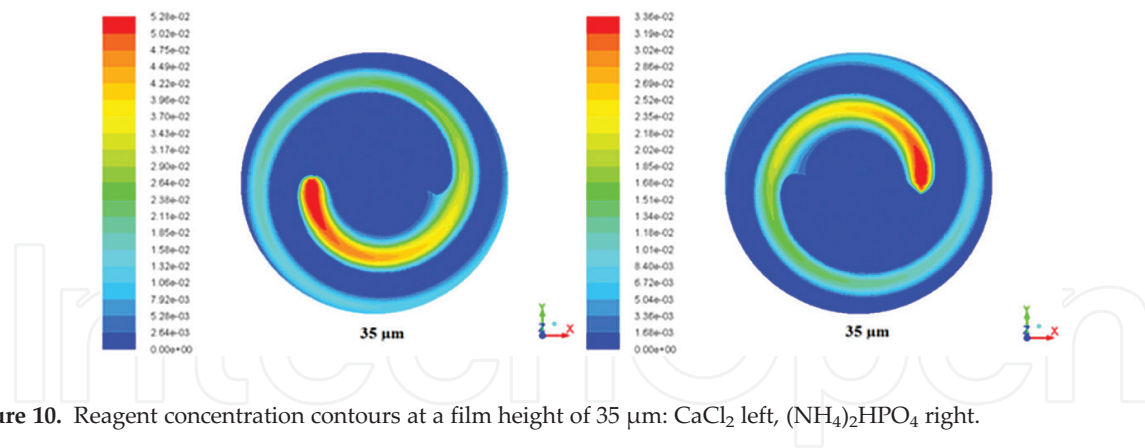 5.28e-02
5.02e-02
4.75e-02
4.49e-02
4.22e-02
3.96e-02
3.70e-02
3.43e-02
3.17e-02
2.90e-02
2.64e-02
2.38e-02
2.11e-02
1.85e-02
1.58e-02
1.32e-02
1.06e-02
7.92e-03
5.28e-03
2.64e-03
0.00e+00
35 µm
Y
Z X
3.36e-02
3.19e-02
3.02e-02
2.86e-02
2.69e-02
2.52e-02
2.35e-02
2.18e-02
2.02e-02
1.85e-02
1.68e-02
1.51e-02
1.34e-02
1.18e-02
1.01e-02
8.40e-03
6.72e-03
5.04e-03
3.36e-03
1.68e-03
0.00e+00
35 µm
Y
Z X
IntechOpen
ure 10. Reagent concentration contours at a film height of 35 µm: CaCl₂ left, (NH₄)₂HPO₄ right.